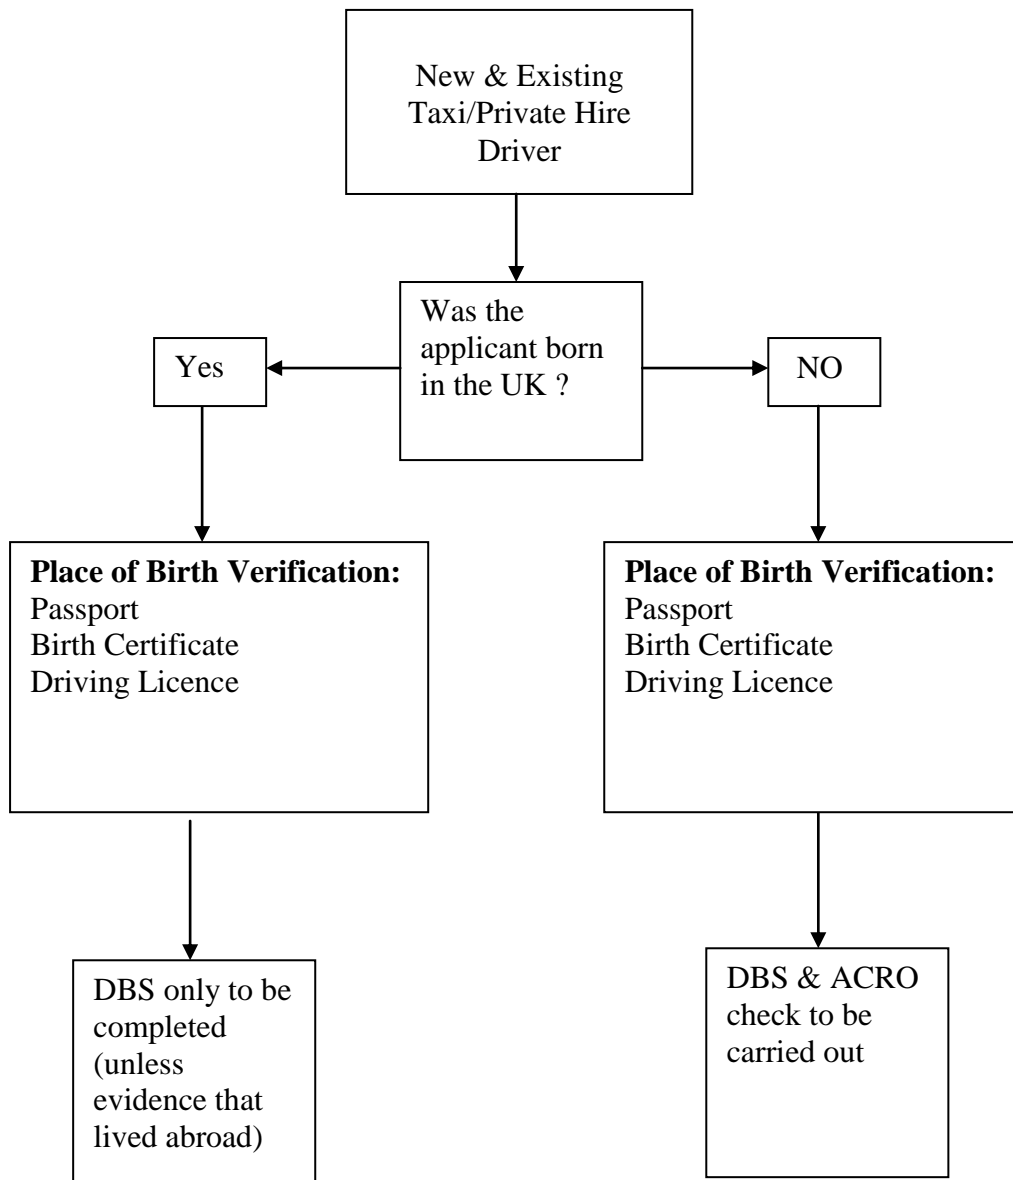 New & Existing
Taxi/Private Hire
Driver
Was the
applicant born
in the UK ?
Yes
NO
Place of Birth Verification:
Passport
Birth Certificate
Driving Licence
Place of Birth Verification:
Passport
Birth Certificate
Driving Licence
DBS only to be
completed
(unless
evidence that
lived abroad)
DBS & ACRO
check to be
carried out